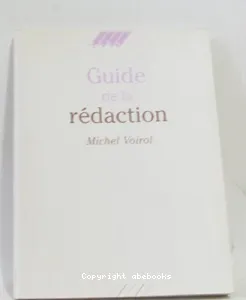 Guide
de la
rédaction
Michel Voirol
Copyright abebooks